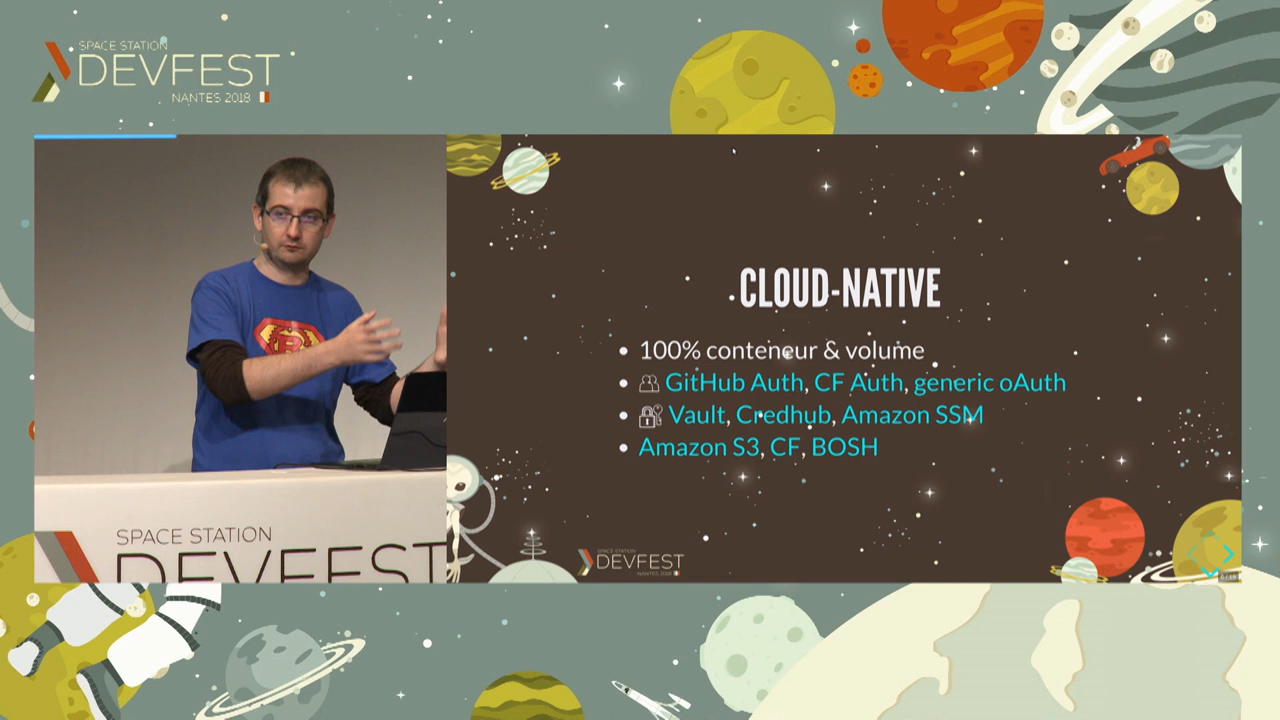 SPACE STATION
DEVFEST
NANTES 2018
CLOUD-NATIVE
100% conteneur & volume
GitHub Auth, CF Auth, generic oAuth
Vault, Credhub, Amazon SSM
Amazon S3, CF, BOSH
SPACE STATION
DEVFEST
SPACE STATION
DEVFEST
NANTES 2018